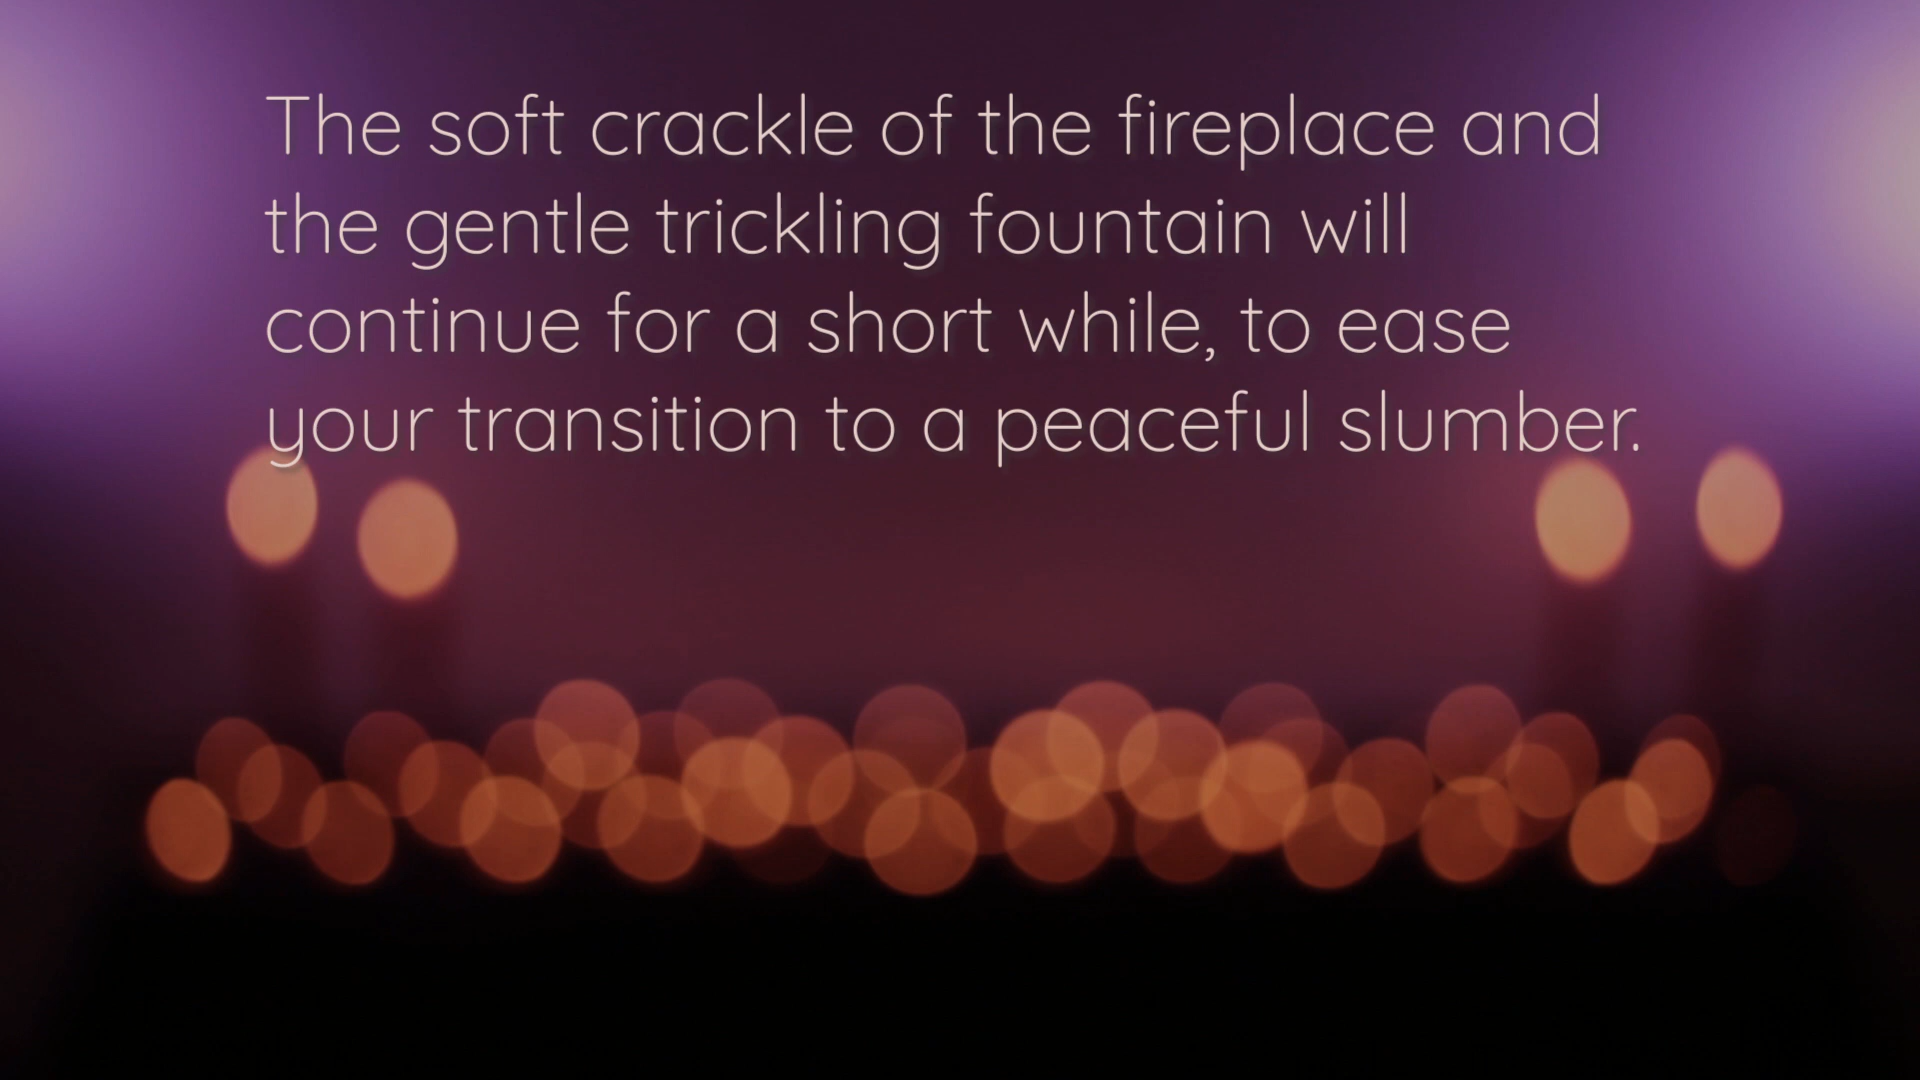 The soft crackle of the fireplace and
the gentle trickling fountain will
continue for a short while, to ease
your transition to a peaceful slumber.